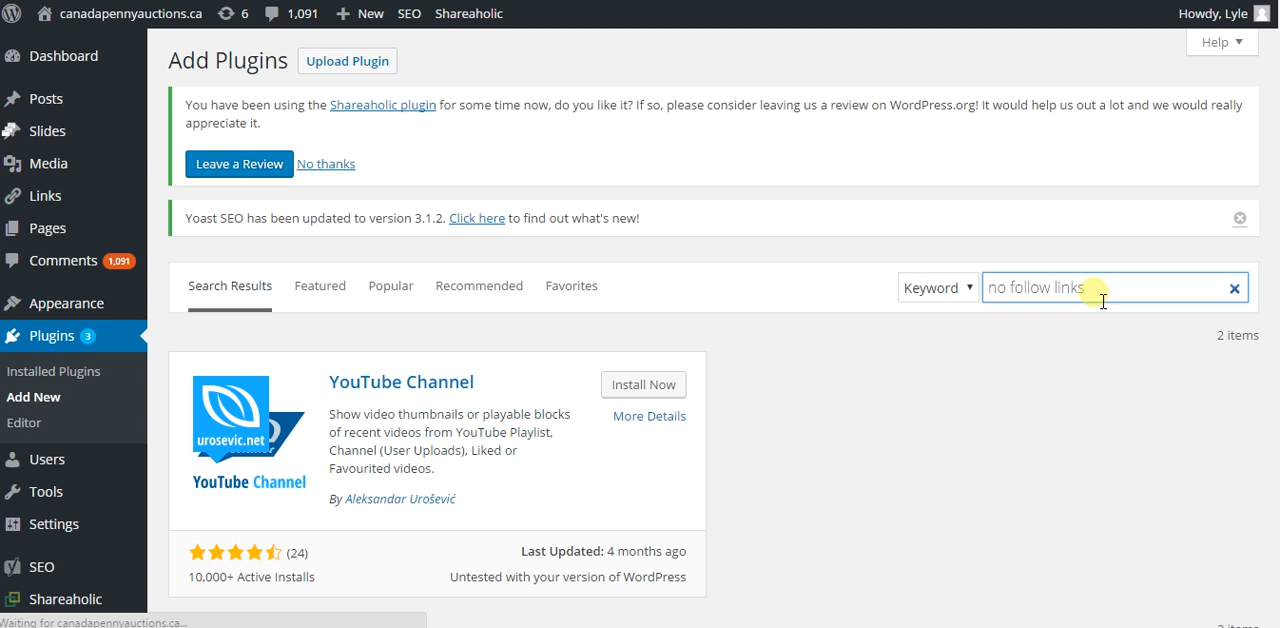 canadapennyauctions.ca 6 1,091 New SEO Shareaholic Howdy, Lyle
Help
Dashboard
Posts
Slides
Media
Links
Pages
Comments 1,091
Appearance
Plugins 3
Installed Plugins
Add New
Editor
Users
Tools
Settings
SEO
Shareaholic
Add Plugins Upload Plugin
You have been using the Shareaholic plugin for some time now, do you like it? If so, please consider leaving us a review on WordPress.org! It would help us out a lot and we would really
appreciate it.
Leave a Review No thanks
Yoast SEO has been updated to version 3.1.2. Click here to find out what's new!
Search Results Featured Popular Recommended Favorites Keyword no follow links
2 items
urosevic.net
YouTube Channel
YouTube Channel
Install Now
More Details
Show video thumbnails or playable blocks
of recent videos from YouTube Playlist,
Channel (User Uploads), Liked or
Favourited videos.
By Aleksandar Urošević
(24)
Last Updated: 4 months ago
10,000+ Active Installs
Untested with your version of WordPress
Waiting for canadapennyauctions.ca...
2 items